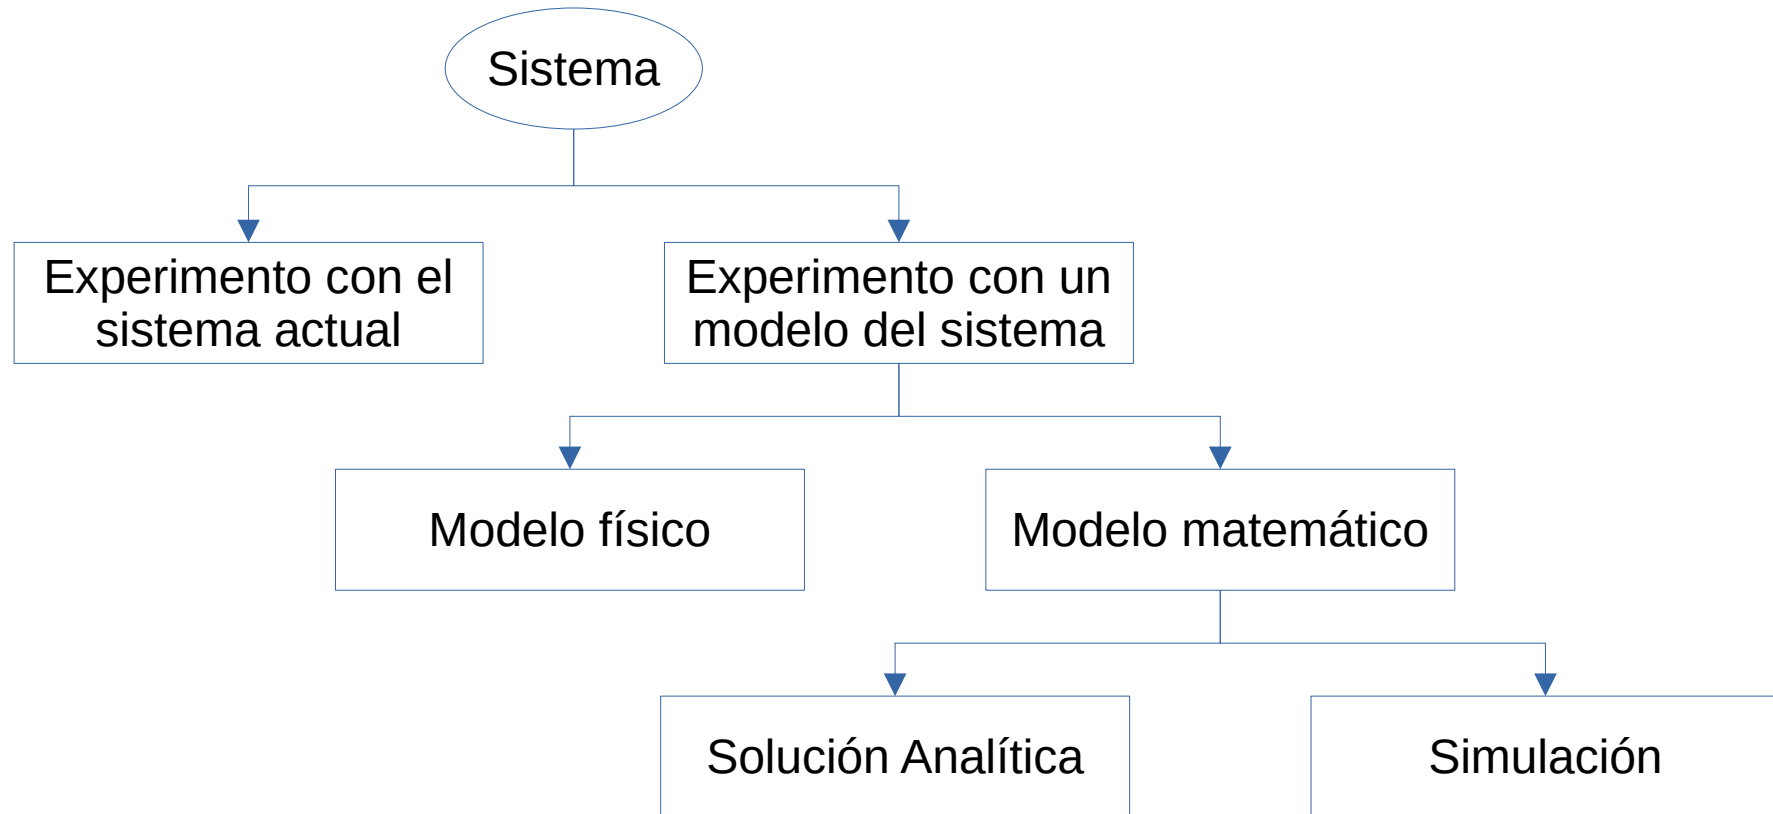 Sistema
Experimento con el
sistema actual
Experimento con un
modelo del sistema
Modelo físico
Modelo matemático
Solución Analítica
Simulación